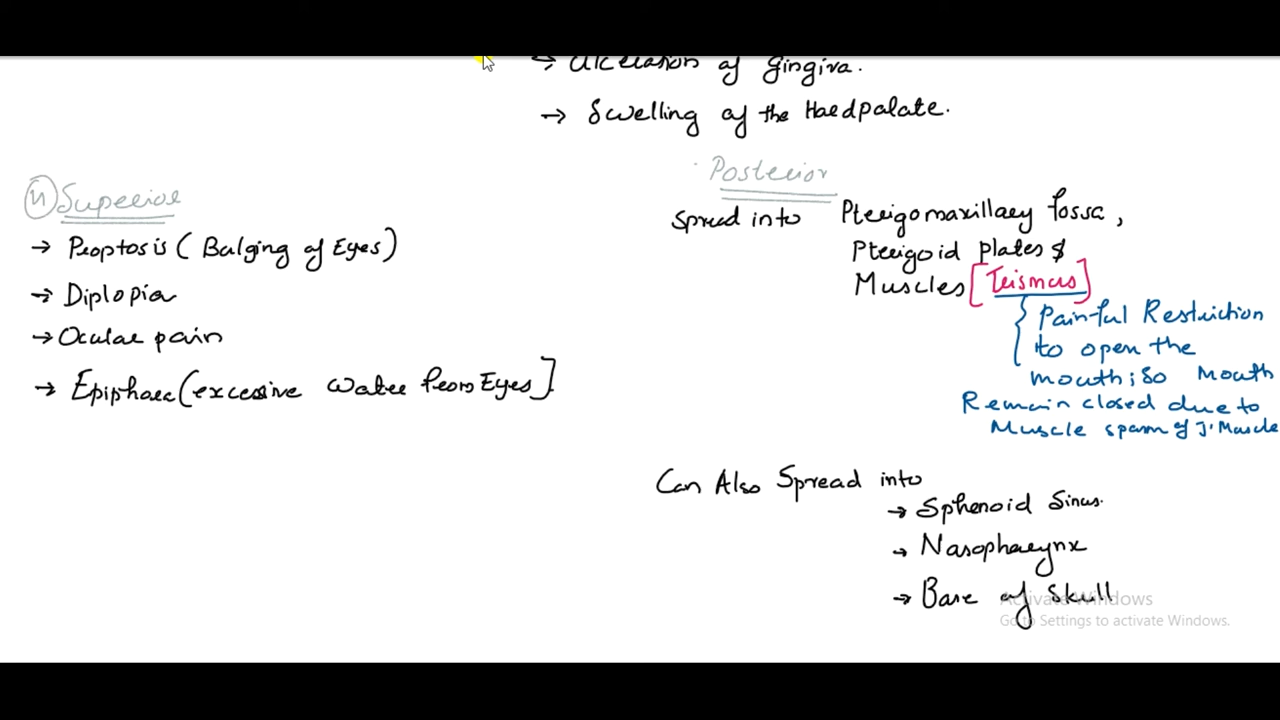 → Ulceration of gingiva.
→ Swelling of the Hardpalate.
4) Superior
→ Proptosis (Bulging of Eyes)
→ Diplopia
→ Ocular pain
→ Epiphora (excessive Water from Eyes]
Posterior
Spread into Pterigomaxillary fossa,
Pterigoid plates &
Muscles [Trismus]
{ Painful Restriction
to open the
mouth; so Mouth
Remain closed due to
Muscle spasm of J. Muscle
Can Also Spread into
→ Sphenoid Sinus.
→ Nasopharynx
→ Base of Skull
Activate Windows
Go to Settings to activate Windows.